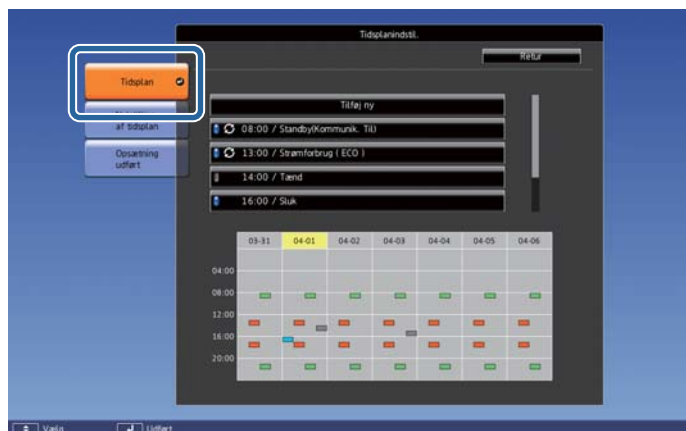 Tidsplanindstil.
Retur
Tidsplan
af tidsplan
Opsætning
udført
Tilføj ny
08:00 / Standby(Kommunik. Til)
13:00 / Strømforbrug ( ECO )
14:00 / Tænd
16:00 / Sluk
03-31 04-01 04-02 04-03 04-04 04-05 04-06
04:00
08:00
12:00
16:00
20:00
Vælg Udført